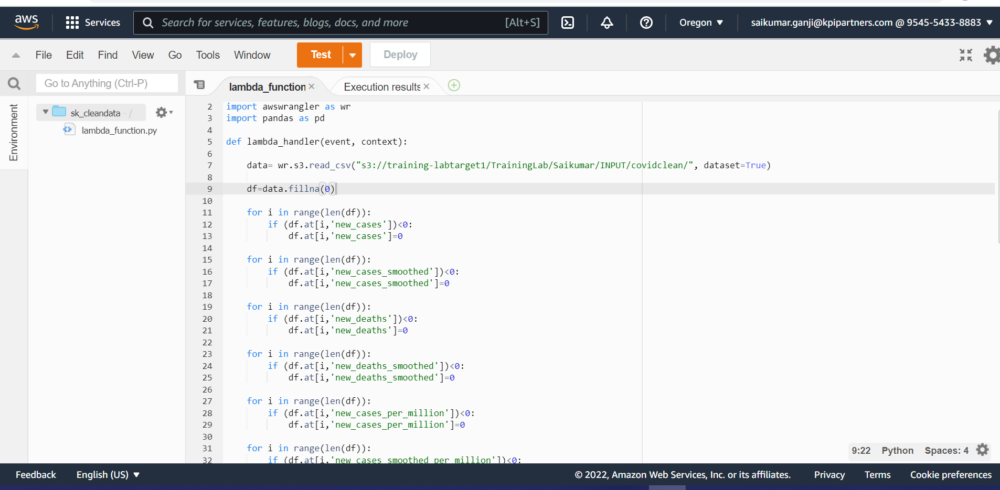 aws Services Search for services, features, blogs, docs, and more [Alt+S] Oregon ▼ saikumar.ganji@kpipartners.com @ 9545-5433-8883 ▼
File Edit Find View Go Tools Window Test Deploy
Go to Anything (Ctrl-P) lambda_function × Execution results ×
Environment
sk_cleandata - /
lambda_function.py
2 import awswrangler as wr
3 import pandas as pd
4
5 def lambda_handler(event, context):
6
7 data= wr.s3.read_csv("s3://training-labtarget1/TrainingLab/Saikumar/INPUT/covidclean/", dataset=True)
8
9 df=data.fillna(0)
10
11 for i in range(len(df)):
12 if (df.at[i,'new_cases'])<0:
13 df.at[i,'new_cases']=0
14
15 for i in range(len(df)):
16 if (df.at[i,'new_cases_smoothed'])<0:
17 df.at[i,'new_cases_smoothed']=0
18
19 for i in range(len(df)):
20 if (df.at[i,'new_deaths'])<0:
21 df.at[i,'new_deaths']=0
22
23 for i in range(len(df)):
24 if (df.at[i,'new_deaths_smoothed'])<0:
25 df.at[i,'new_deaths_smoothed']=0
26
27 for i in range(len(df)):
28 if (df.at[i,'new_cases_per_million'])<0:
29 df.at[i,'new_cases_per_million']=0
30
31 for i in range(len(df)):
32 if (df.at[i,'new_cases_smoothed_per_million'])<0:
9:22 Python Spaces: 4
Feedback English (US) ▼ © 2022, Amazon Web Services, Inc. or its affiliates. Privacy Terms Cookie preferences